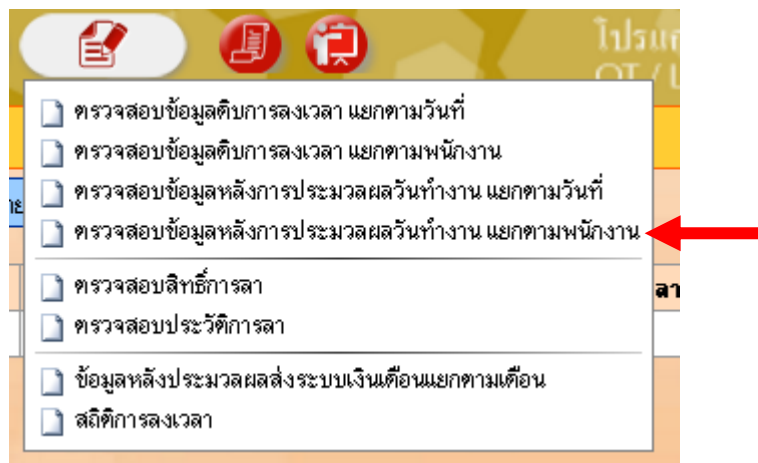 โปรแก
OT / L
ตรวจสอบข้อมูลดิบการลงเวลา แยกตามวันที่
ตรวจสอบข้อมูลดิบการลงเวลา แยกตามพนักงาน
ตรวจสอบข้อมูลหลังการประมวลผลวันทำงาน แยกตามวันที่
ตรวจสอบข้อมูลหลังการประมวลผลวันทำงาน แยกตามพนักงาน
ตรวจสอบสิทธิ์การลา
ลา
ตรวจสอบประวัติการลา
ข้อมูลหลังประมวลผลส่งระบบเงินเดือนแยกตามเดือน
สถิติการลงเวลา